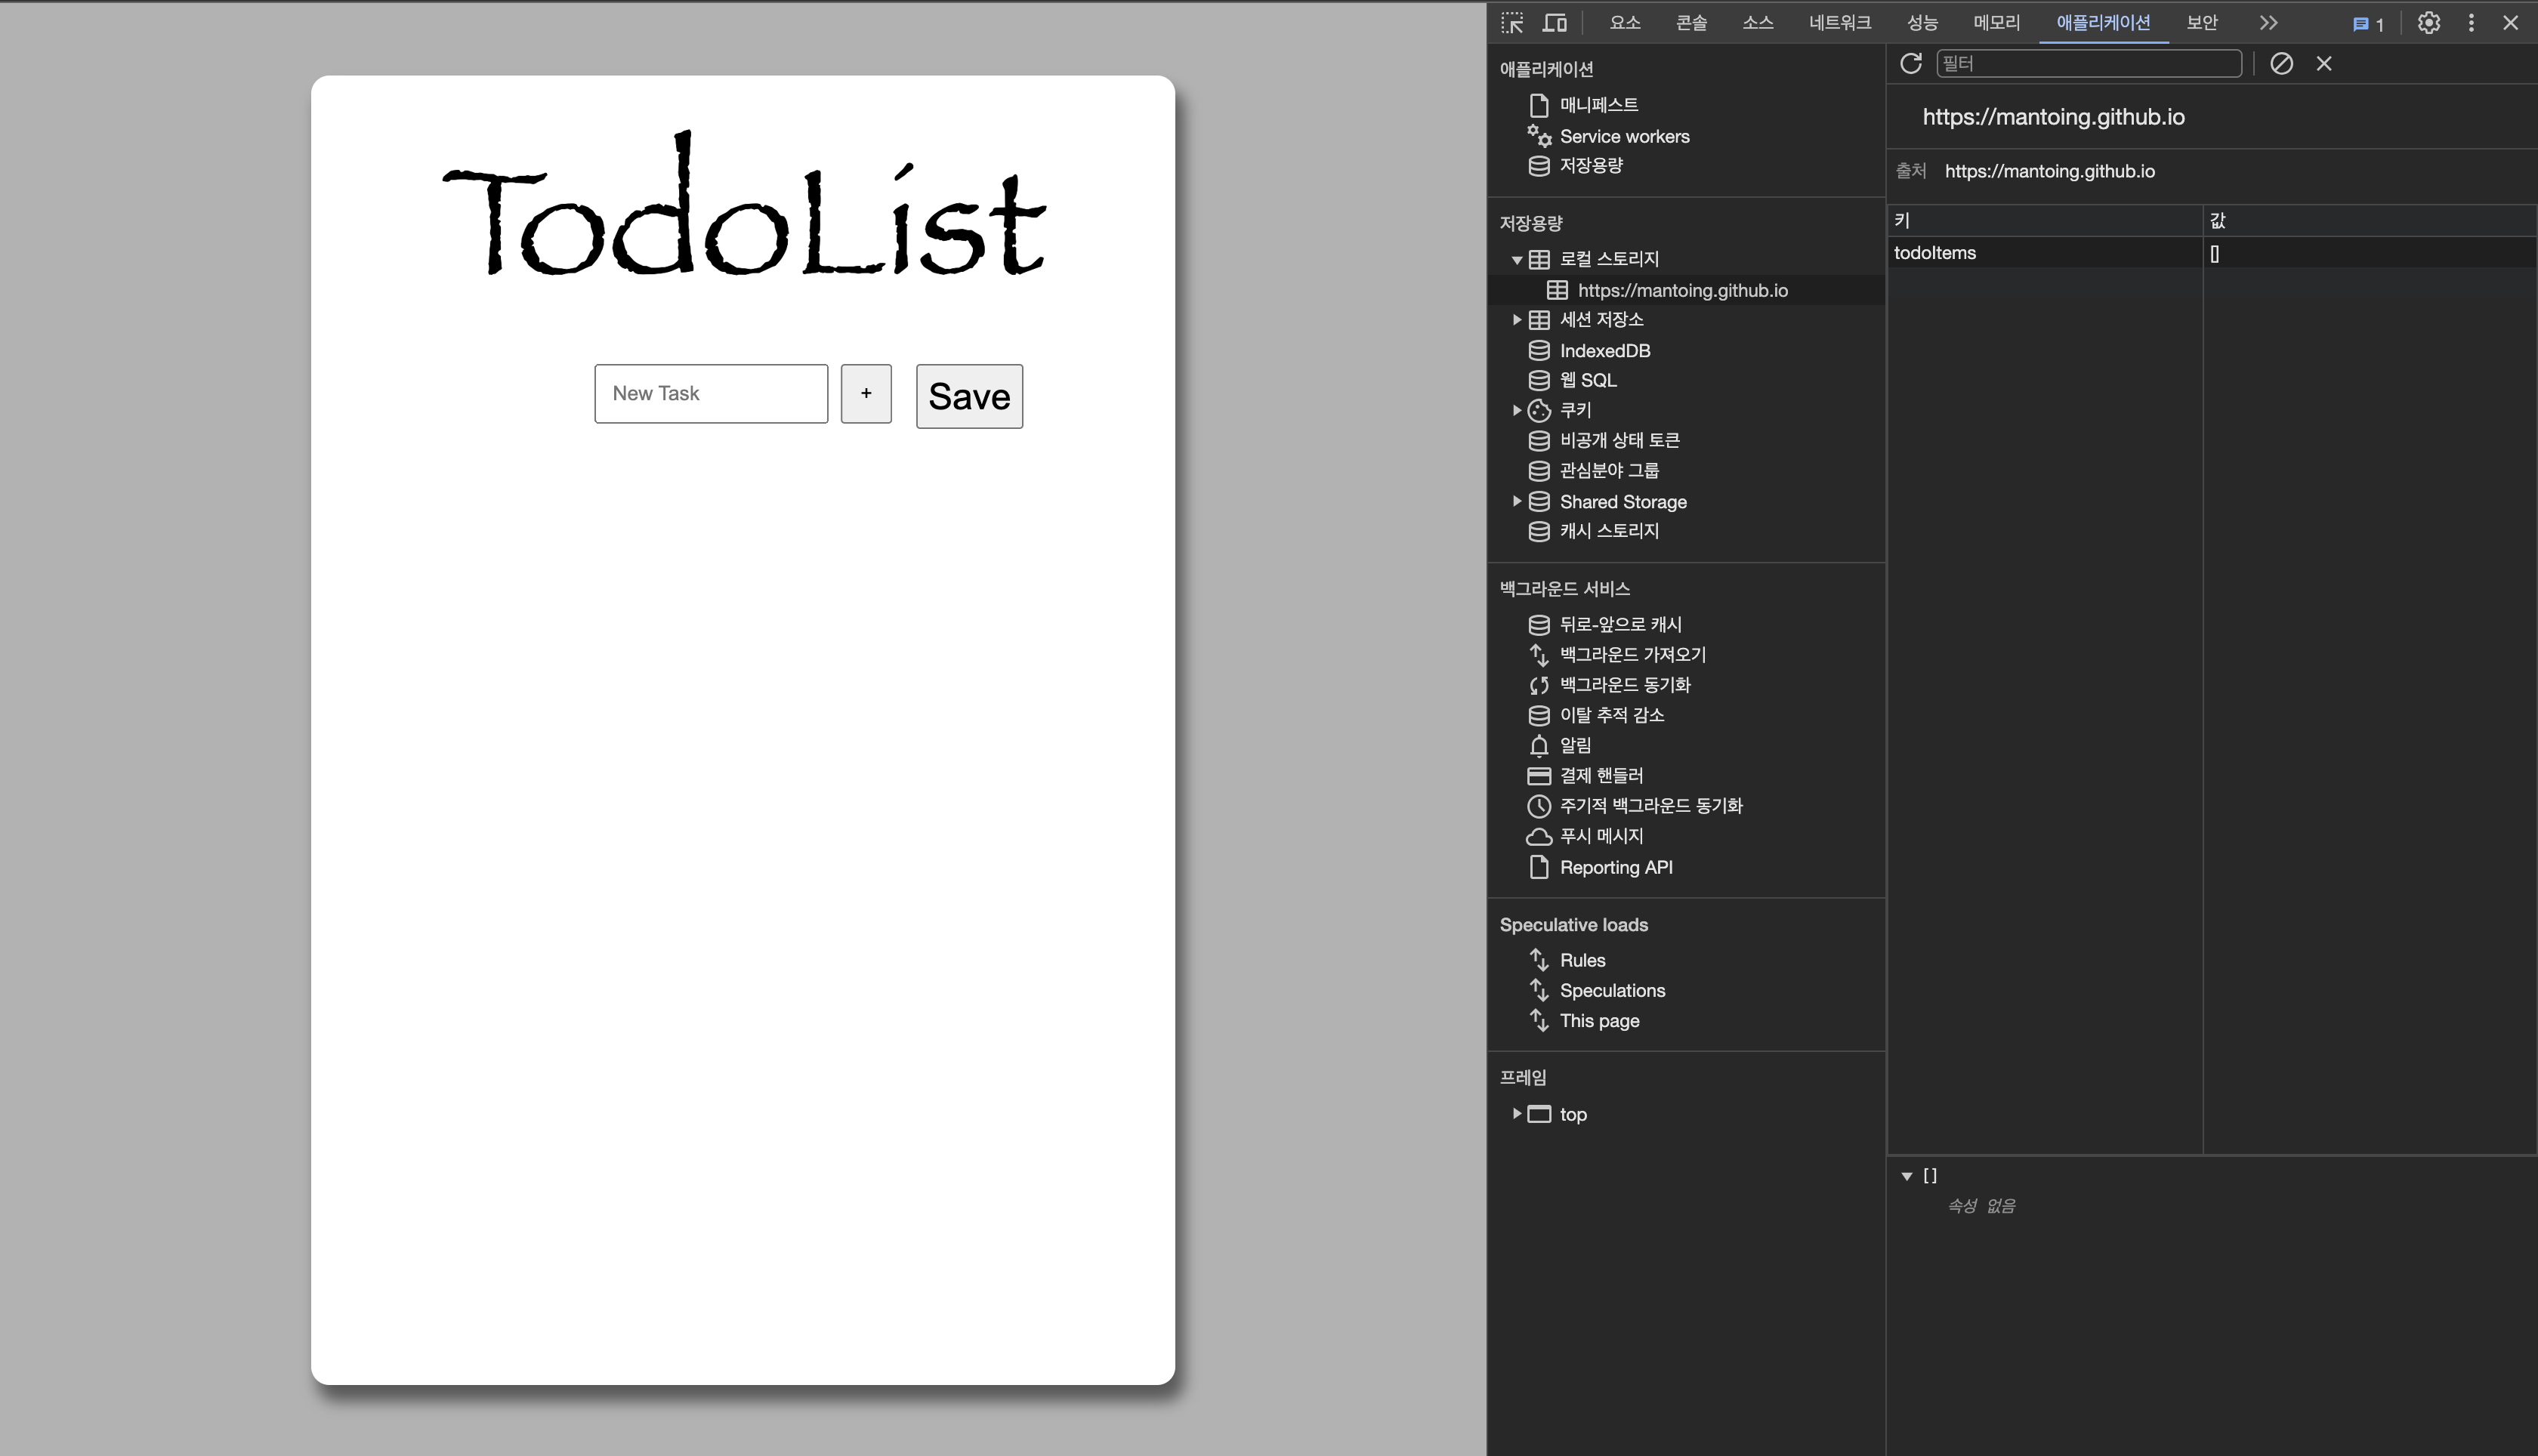 TodoList
New Task
+
Save
요소 콘솔 소스 네트워크 성능 메모리 애플리케이션 보안 1
애플리케이션
매니페스트
Service workers
저장용량
저장용량
로컬 스토리지
https://mantoing.github.io
세션 저장소
IndexedDB
웹 SQL
쿠키
비공개 상태 토큰
관심분야 그룹
Shared Storage
캐시 스토리지
백그라운드 서비스
뒤로-앞으로 캐시
백그라운드 가져오기
백그라운드 동기화
이탈 추적 감소
알림
결제 핸들러
주기적 백그라운드 동기화
푸시 메시지
Reporting API
Speculative loads
Rules
Speculations
This page
프레임
top
필터
https://mantoing.github.io
출처 https://mantoing.github.io
키 값
todoItems []
[]
속성 없음